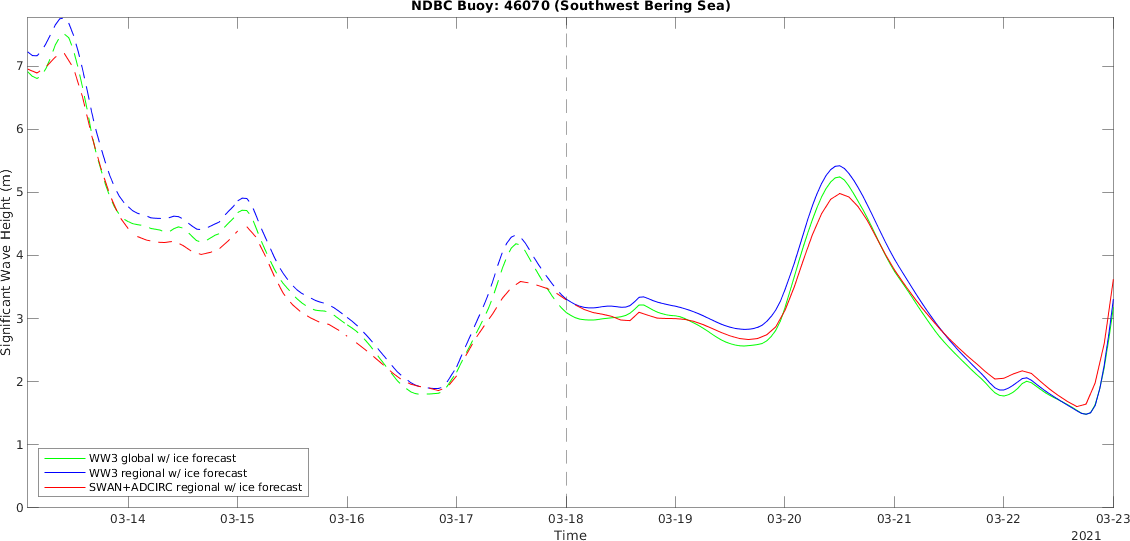 NDBC Buoy: 46070 (Southwest Bering Sea)
Significant Wave Height (m)
7
6
5
4
3
2
1
0
WW3 global w/ ice forecast
WW3 regional w/ ice forecast
SWAN+ADCIRC regional w/ ice forecast
03-14 03-15 03-16 03-17 03-18 03-19 03-20 03-21 03-22 03-23
Time
2021